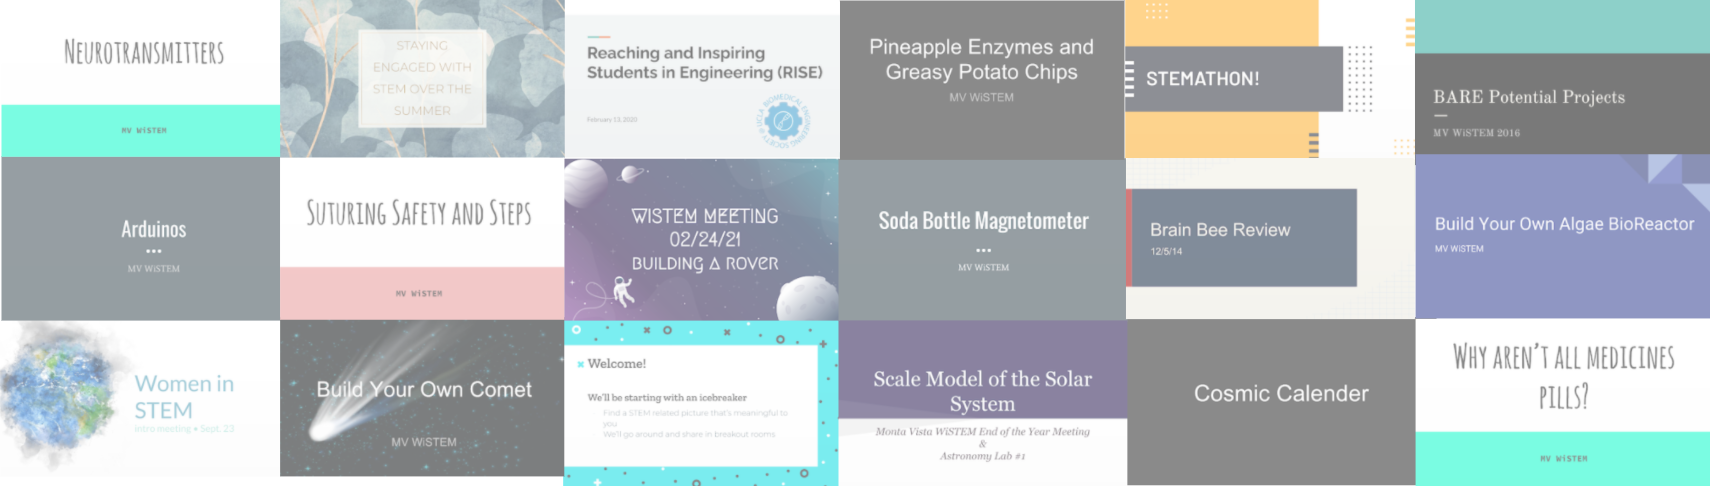 NEUROTRANSMITTERS
MV WiSTEM
STAYING
ENGAGED WITH
STEM OVER THE
SUMMER
Reaching and Inspiring
Students in Engineering (RISE)
February 13, 2020
BIOMEDICAL ENGINEERING SOCIETY @ UCLA
Pineapple Enzymes and
Greasy Potato Chips
MV WiSTEM
STEMATHON!
BARE Potential Projects
MV WiSTEM 2016
Arduinos
MV WiSTEM
SUTURING SAFETY AND STEPS
MV WiSTEM
WISTEM MEETING
02/24/21
BUILDING A ROVER
Soda Bottle Magnetometer
MV WiSTEM
Brain Bee Review
12/5/14
Build Your Own Algae BioReactor
MV WiSTEM
Women in
STEM
Intro meeting • Sept. 23
Build Your Own Comet
MV WiSTEM
Welcome!
We'll be starting with an icebreaker
Find a STEM related picture that's meaningful to
you
We'll go around and share in breakout rooms
Scale Model of the Solar
System
Monta Vista WiSTEM End of the Year Meeting
&
Astronomy Lab #1
Cosmic Calender
WHY AREN'T ALL MEDICINES
PILLS?
MV WiSTEM